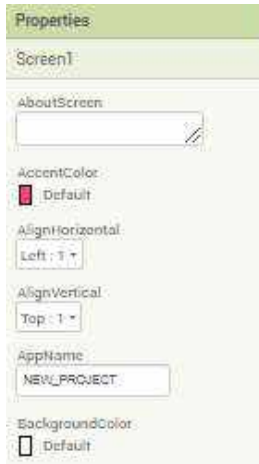 Properties
Screen1
AboutScreen
AccentColor
Default
AlignHorizontal
Left : 1
AlignVertical
Top : 1
AppName
NEW_PROJECT
BackgroundColor
Default